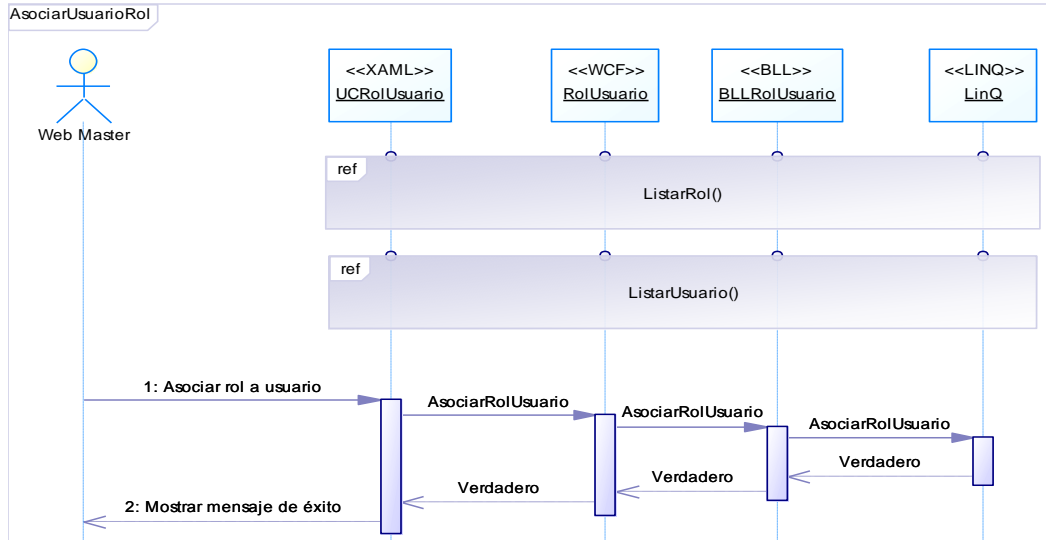 AsociarUsuarioRol
Web Master
<<XAML>>
UCRolUsuario
<<WCF>>
RolUsuario
<<BLL>>
BLLRolUsuario
<<LINQ>>
LinQ
ref
ListarRol()
ref
ListarUsuario()
1: Asociar rol a usuario
AsociarRolUsuario
AsociarRolUsuario
AsociarRolUsuario
Verdadero
Verdadero
Verdadero
2: Mostrar mensaje de éxito